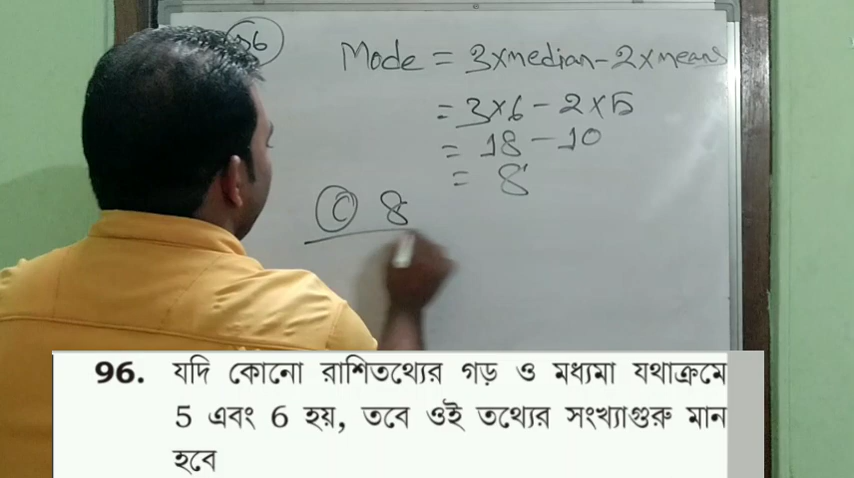 96
Mode = 3×median-2×means
= 3×6 - 2×5
= 18 - 10
= 8
(C) 8
96. যদি কোনো রাশিতথ্যের গড় ও মধ্যমা যথাক্রমে
5 এবং 6 হয়, তবে ওই তথ্যের সংখ্যাগুরু মান
হবে